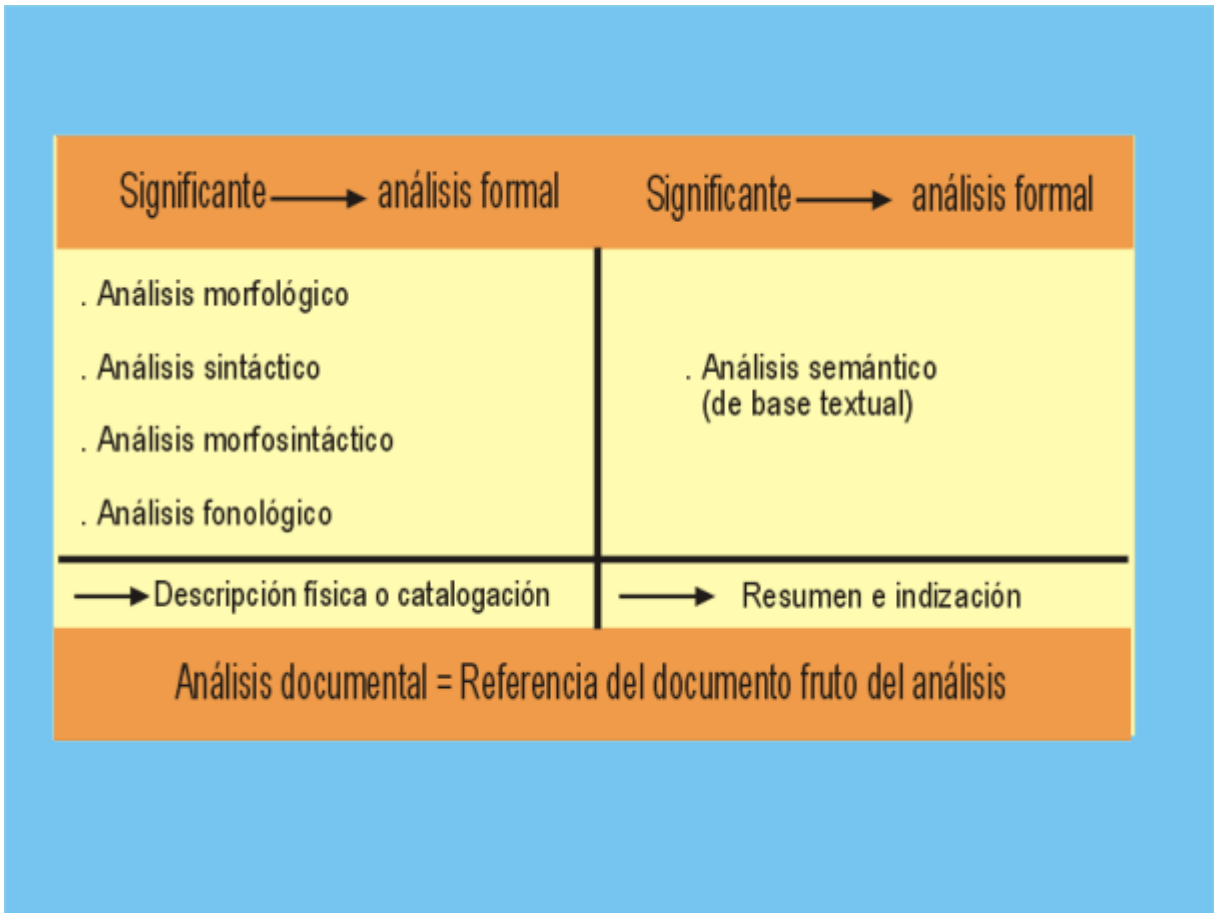 Significante → análisis formal
Significante → análisis formal
. Análisis morfológico
. Análisis sintáctico
. Análisis morfosintáctico
. Análisis fonológico
. Análisis semántico
(de base textual)
→ Descripción física o catalogación
→ Resumen e indización
Análisis documental = Referencia del documento fruto del análisis